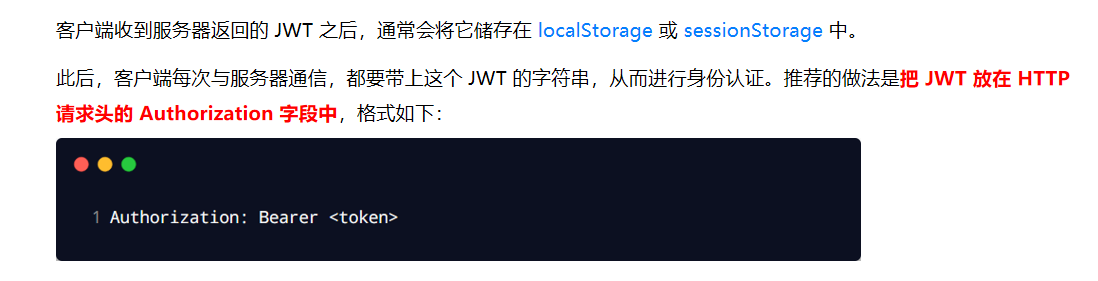 客户端收到服务器返回的 JWT 之后，通常会将它储存在 localStorage 或 sessionStorage 中。
此后，客户端每次与服务器通信，都要带上这个 JWT 的字符串，从而进行身份认证。推荐的做法是把 JWT 放在 HTTP
请求头的 Authorization 字段中，格式如下：
1 Authorization: Bearer <token>